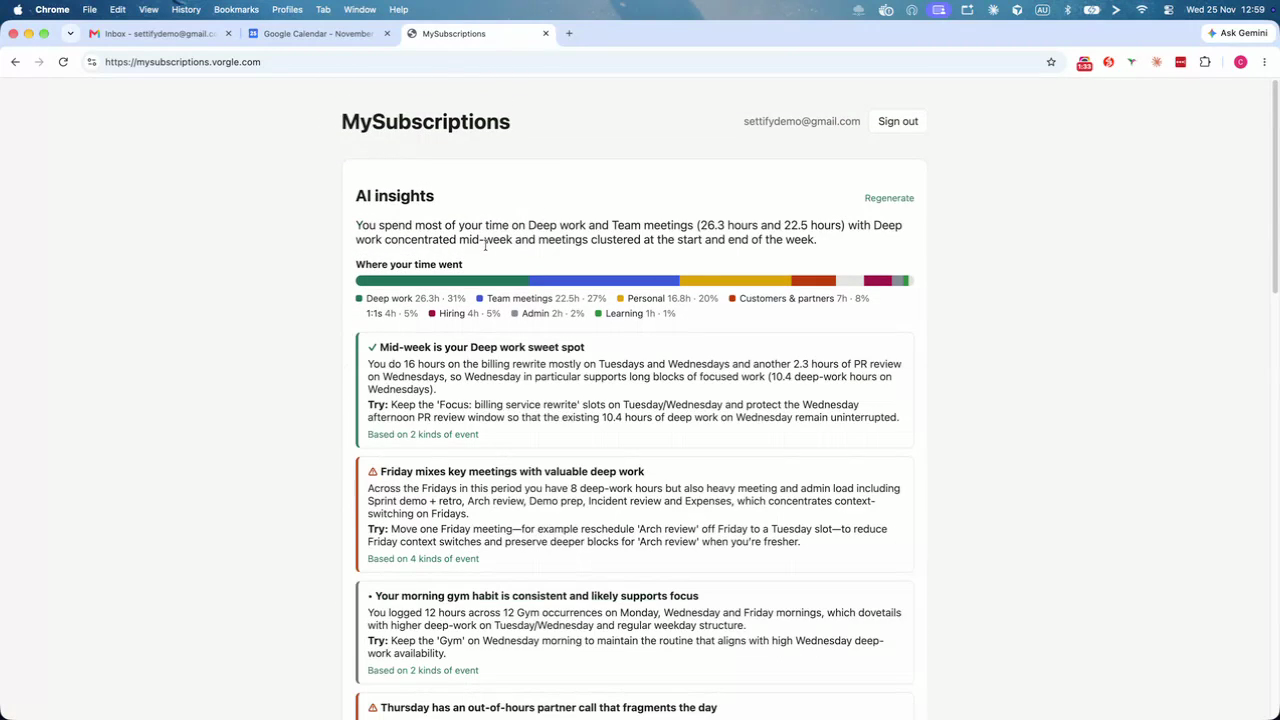 Chrome File Edit View History Bookmarks Profiles Tab Window Help
AU
Wed 25 Nov 12:59
Inbox - settifydemo@gmail.co
Google Calendar - November
MySubscriptions
Ask Gemini
https://mysubscriptions.vorgle.com
1:33
C
MySubscriptions
settifydemo@gmail.com
Sign out
AI insights
Regenerate
You spend most of your time on Deep work and Team meetings (26.3 hours and 22.5 hours) with Deep
work concentrated mid-week and meetings clustered at the start and end of the week.
Where your time went
Deep work 26.3h · 31% Team meetings 22.5h · 27% Personal 16.8h · 20% Customers & partners 7h · 8%
1:1s 4h · 5% Hiring 4h · 5% Admin 2h · 2% Learning 1h · 1%
Mid-week is your Deep work sweet spot
You do 16 hours on the billing rewrite mostly on Tuesdays and Wednesdays and another 2.3 hours of PR review
on Wednesdays, so Wednesday in particular supports long blocks of focused work (10.4 deep-work hours on
Wednesdays).
Try: Keep the 'Focus: billing service rewrite' slots on Tuesday/Wednesday and protect the Wednesday
afternoon PR review window so that the existing 10.4 hours of deep work on Wednesday remain uninterrupted.
Based on 2 kinds of event
Friday mixes key meetings with valuable deep work
Across the Fridays in this period you have 8 deep-work hours but also heavy meeting and admin load including
Sprint demo + retro, Arch review, Demo prep, Incident review and Expenses, which concentrates context-
switching on Fridays.
Try: Move one Friday meeting—for example reschedule 'Arch review' off Friday to a Tuesday slot—to reduce
Friday context switches and preserve deeper blocks for 'Arch review' when you're fresher.
Based on 4 kinds of event
• Your morning gym habit is consistent and likely supports focus
You logged 12 hours across 12 Gym occurrences on Monday, Wednesday and Friday mornings, which dovetails
with higher deep-work on Tuesday/Wednesday and regular weekday structure.
Try: Keep the 'Gym' on Wednesday morning to maintain the routine that aligns with high Wednesday deep-
work availability.
Based on 2 kinds of event
Thursday has an out-of-hours partner call that fragments the day